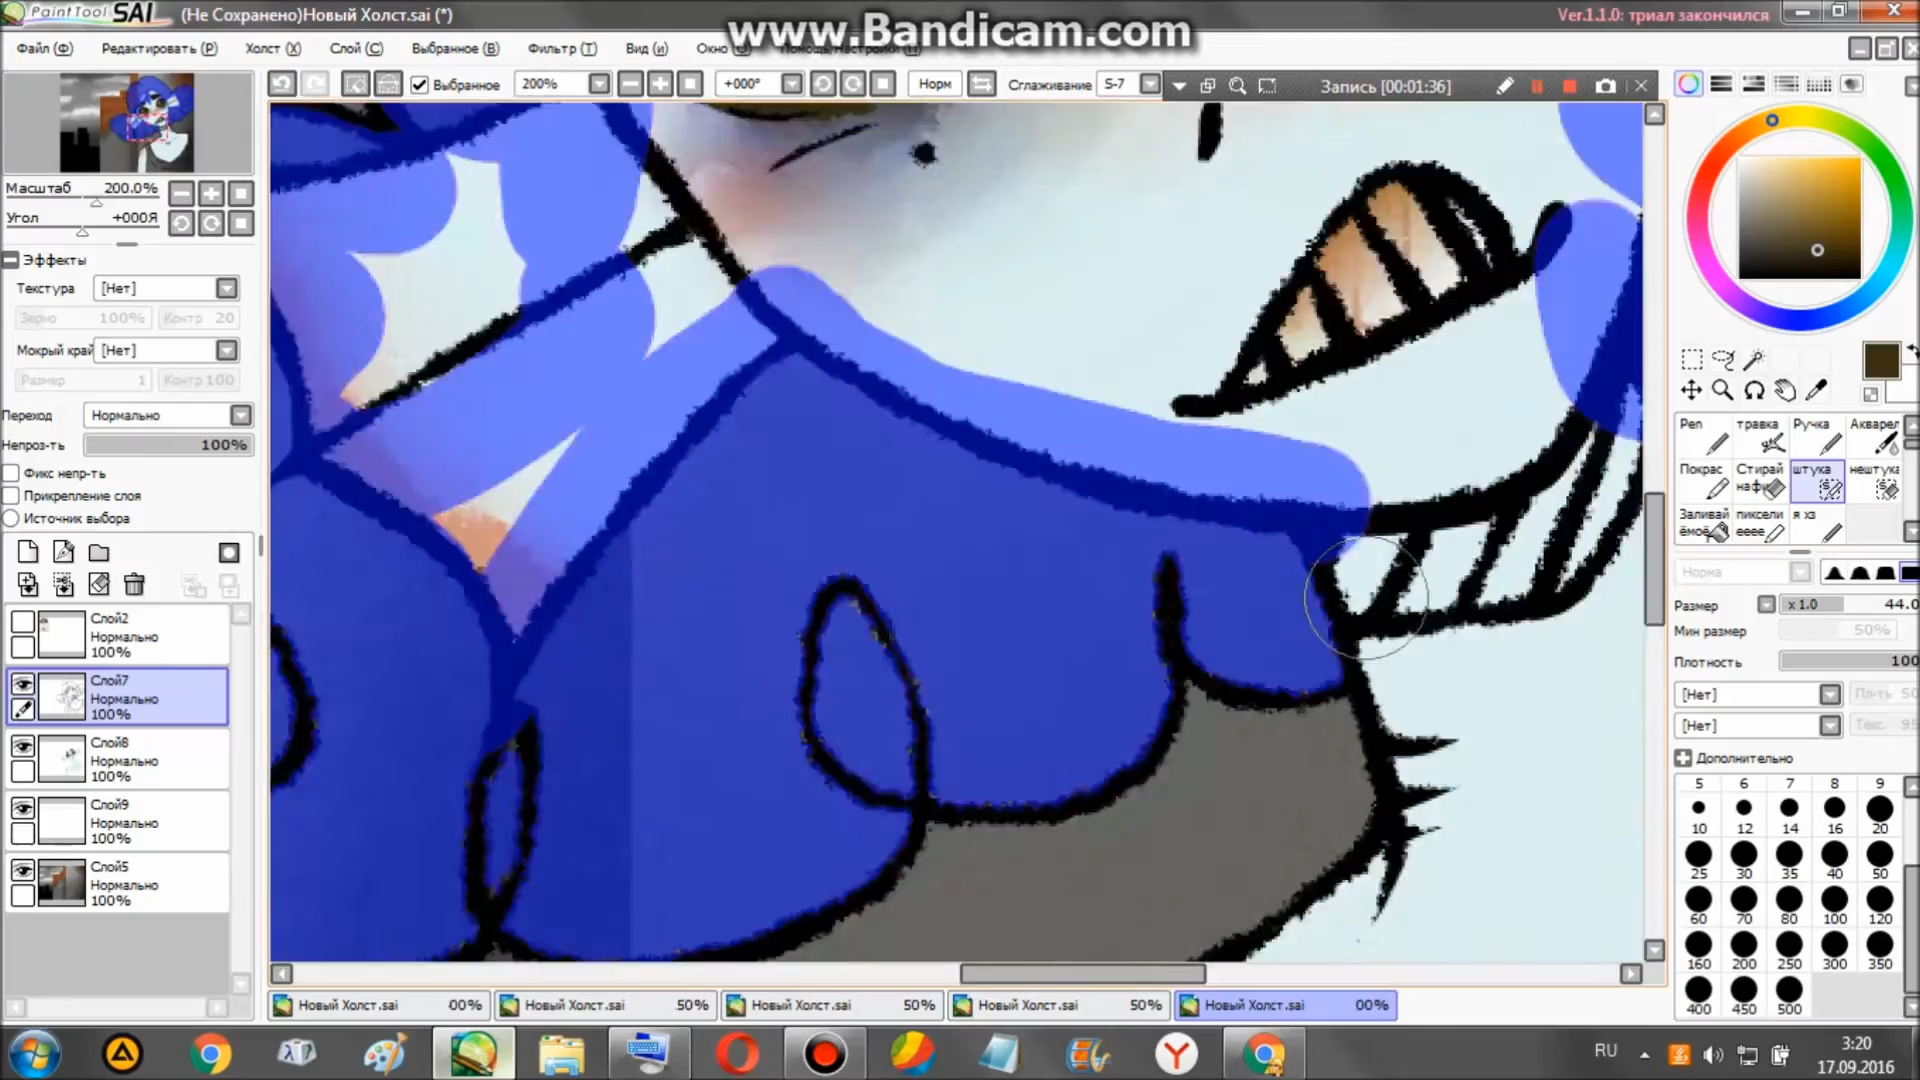 PaintTool SAI (Не Сохранено)Новый Холст.sai (*)
www.Bandicam.com
Ver.1.1.0: триал закончился
Файл (Ф) Редактировать (P) Холст (X) Слой (C) Выбранное (B) Фильтр (T) Вид (и) Окно
Выбранное 200% +000° Норм Сглаживание S-7 Запись [00:01:36]
Масштаб 200.0%
Угол +000Я
Эффекты
Текстура [Нет]
Зерно 100% Контр 20
Мокрый край [Нет]
Размер 1 Контр 100
Переход Нормально
Непроз-ть 100%
Фикс непр-ть
Прикрепление слоя
Источник выбора
Слой2
Нормально
100%
Слой7
Нормально
100%
Слой8
Нормально
100%
Слой9
Нормально
100%
Слой5
Нормально
100%
Pen травка Ручка Акварел
Покрас Стирай нафи штука нештука
Заливай ёмоё пиксели ееее я хз
Норма
Размер x 1.0 44.0
Мин размер 50%
Плотность 100
[Нет] Пл-ть 50
[Нет] Текс. 95
Дополнительно
5 6 7 8 9
10 12 14 16 20
25 30 35 40 50
60 70 80 100 120
160 200 250 300 350
400 450 500
Новый Холст.sai 00% Новый Холст.sai 50% Новый Холст.sai 50% Новый Холст.sai 50% Новый Холст.sai 00%
RU 3:20
17.09.2016